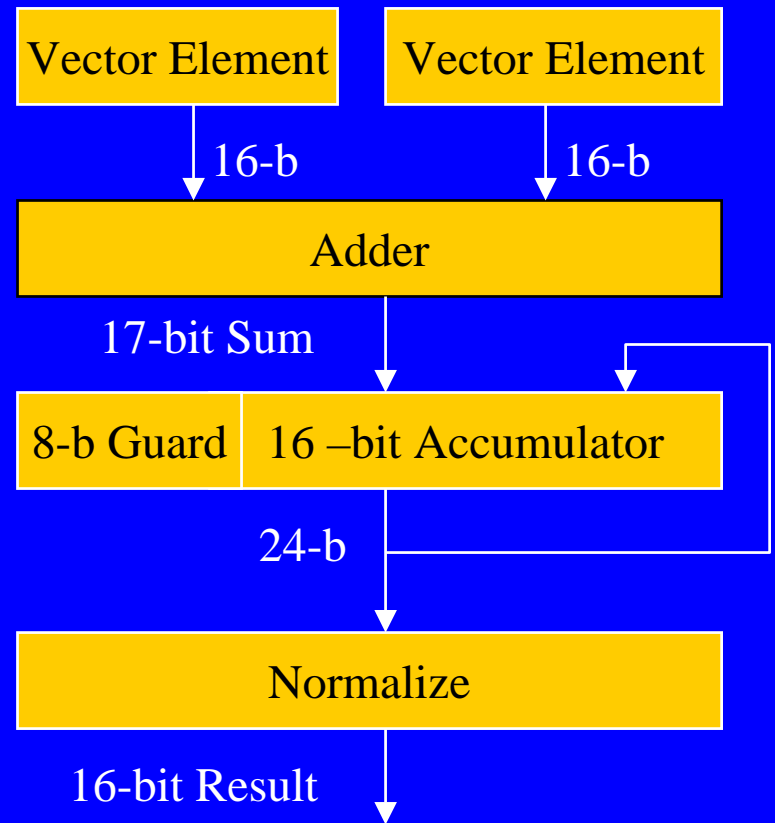 Vector Element
Vector Element
16-b
16-b
Adder
17-bit Sum
8-b Guard
16 –bit Accumulator
24-b
Normalize
16-bit Result